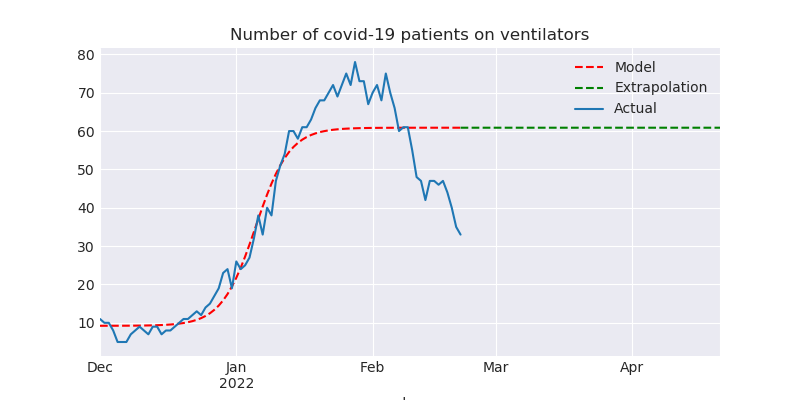 Number of covid-19 patients on ventilators
80
70
60
50
40
30
20
10
Model
Extrapolation
Actual
Dec
Jan
2022
Feb
Mar
Apr